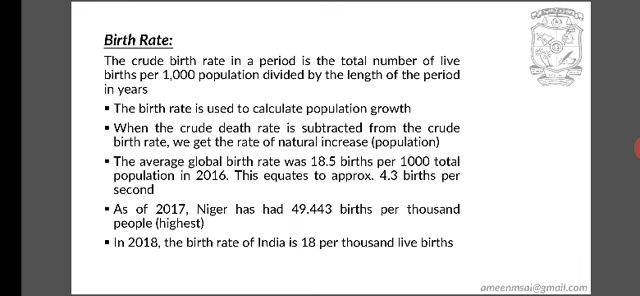 Birth Rate:
The crude birth rate in a period is the total number of live
births per 1,000 population divided by the length of the period
in years
▪ The birth rate is used to calculate population growth
▪ When the crude death rate is subtracted from the crude
birth rate, we get the rate of natural increase (population)
▪ The average global birth rate was 18.5 births per 1000 total
population in 2016. This equates to approx. 4.3 births per
second
▪ As of 2017, Niger has had 49.443 births per thousand
people (highest)
▪ In 2018, the birth rate of India is 18 per thousand live births
ameenmsai@gmail.com